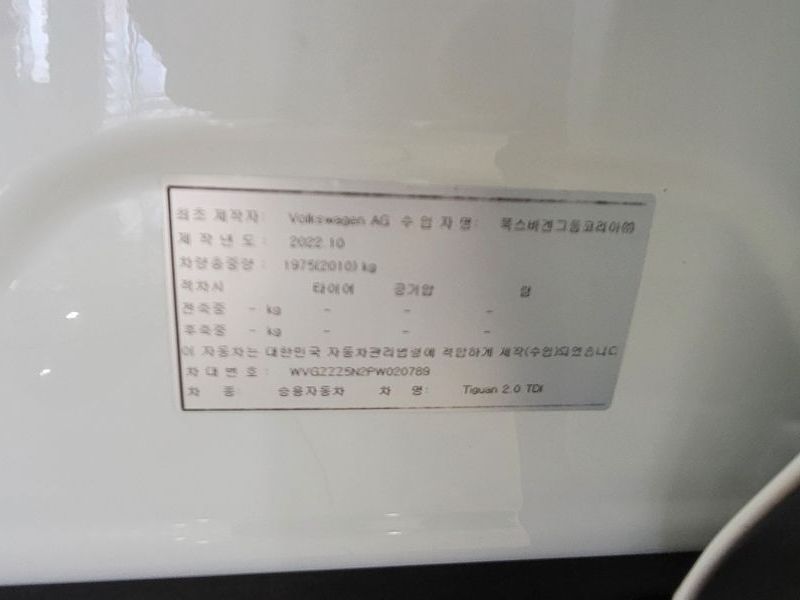 최초 제작자: Volkswagen AG 수 입 자 명: 폭스바겐그룹코리아㈜
제 작 년 도 : 2022.10
차량총중량 : 1975(2010) kg
적차시 타이어 공기압 림
전축중 - kg - - -
후축중 - kg - - -
이 자동차는 대한민국 자동차관리법령에 적합하게 제작(수입)되었습니다
차 대 번 호 : WVGZZZ5N2PW020789
차 종: 승용자동차 차 명: Tiguan 2.0 TDI